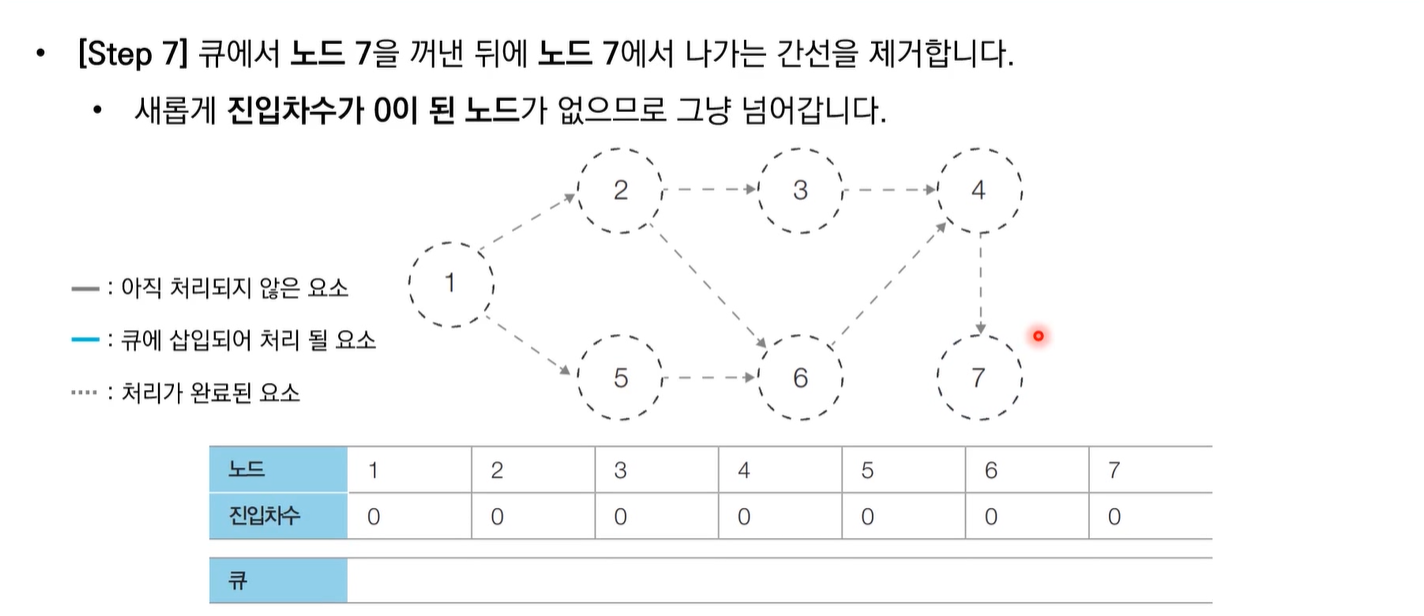 • [Step 7] 큐에서 노드 7을 꺼낸 뒤에 노드 7에서 나가는 간선을 제거합니다.
• 새롭게 진입차수가 0이 된 노드가 없으므로 그냥 넘어갑니다.
2 3 4
1
5 6 7
: 아직 처리되지 않은 요소
: 큐에 삽입되어 처리 될 요소
: 처리가 완료된 요소
노드 1 2 3 4 5 6 7
진입차수 0 0 0 0 0 0 0
큐